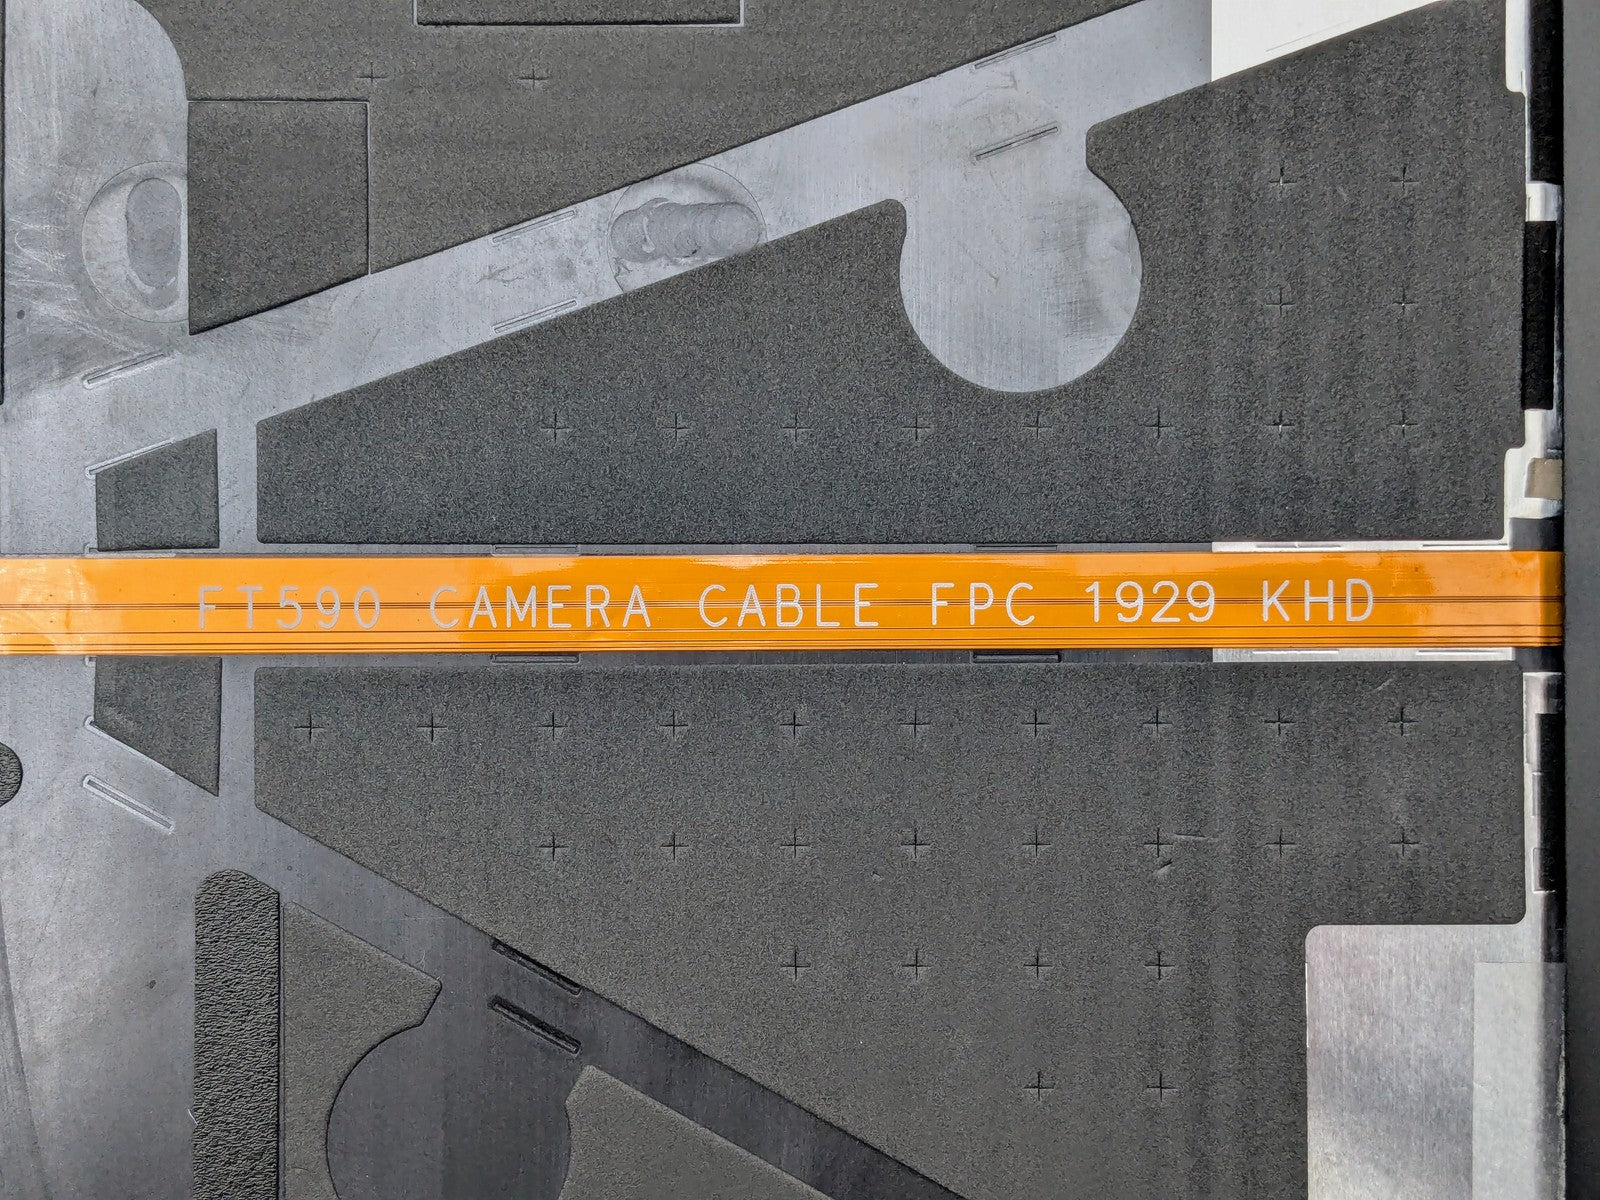 FT590 CAMERA CABLE FPC 1929 KHD